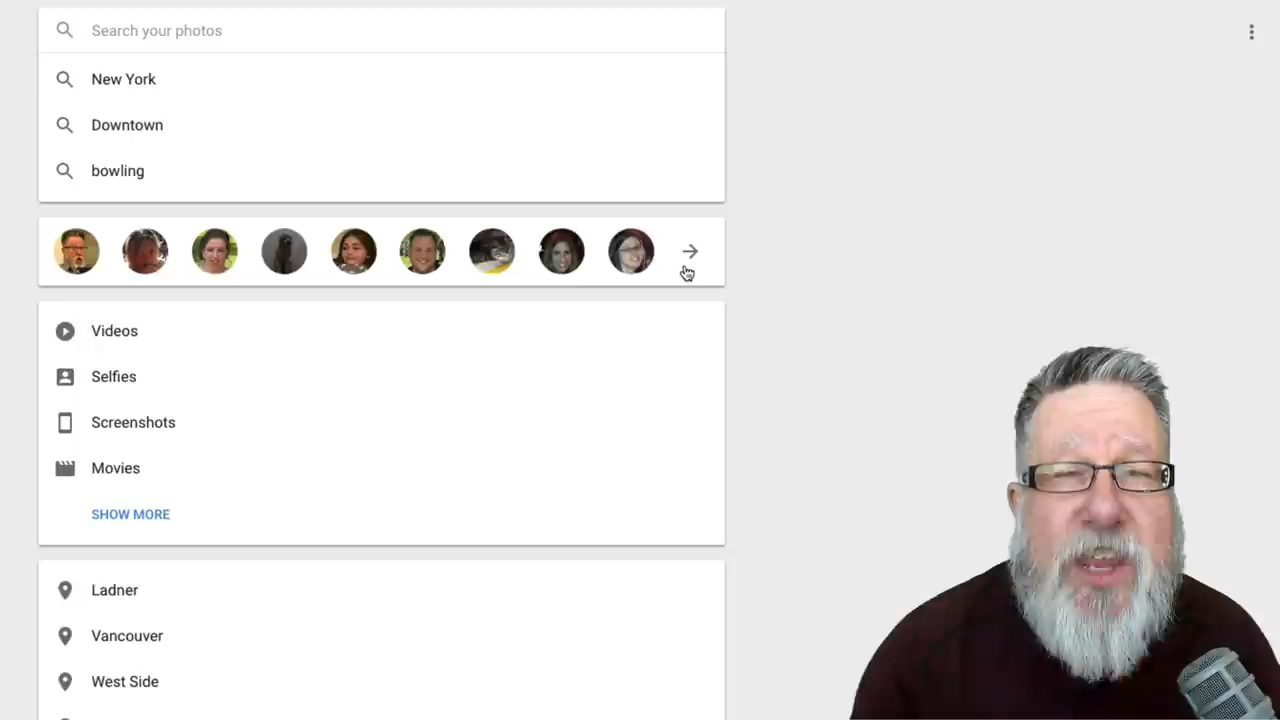 Search your photos
New York
Downtown
bowling
Videos
Selfies
Screenshots
Movies
SHOW MORE
Ladner
Vancouver
West Side